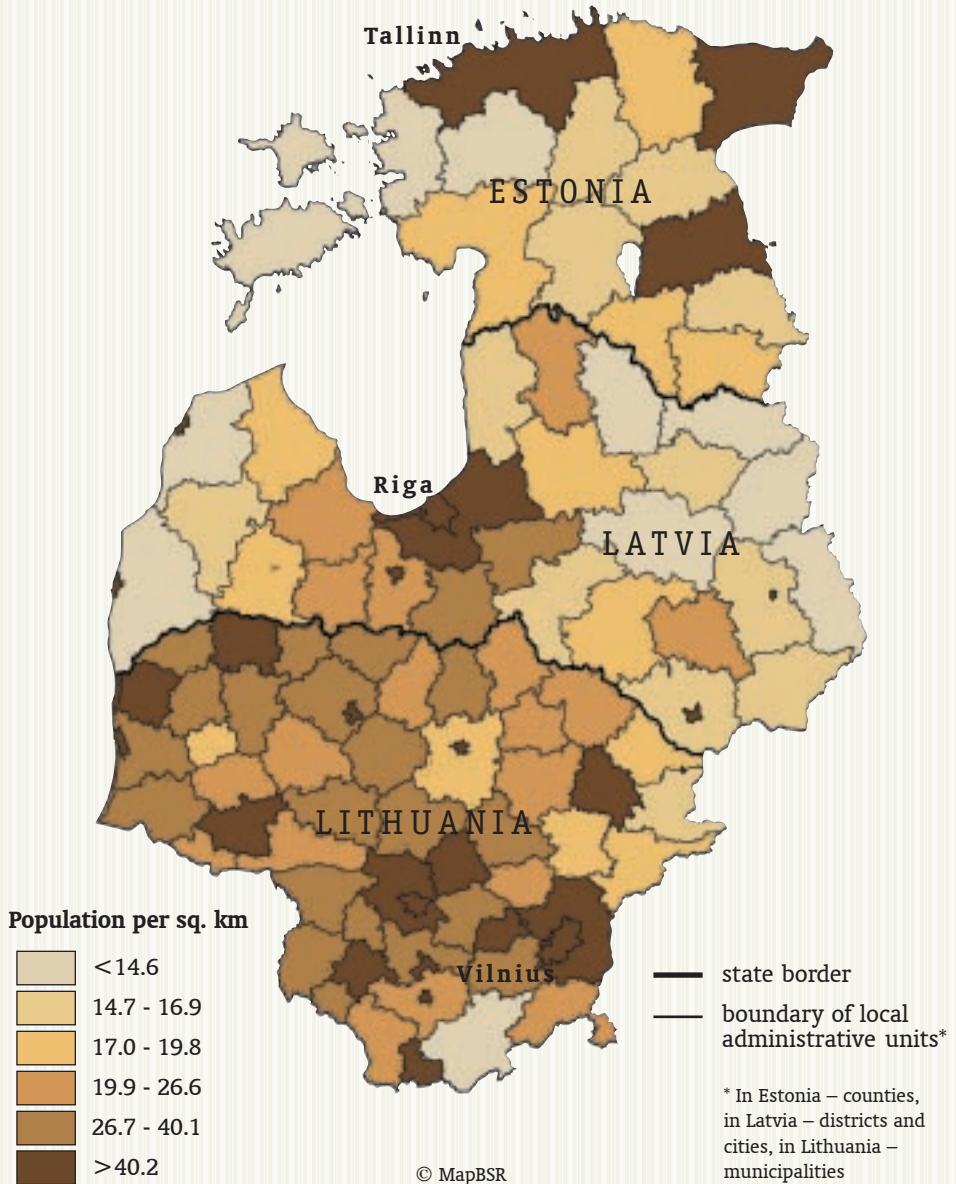 Tallinn
ESTONIA
Riga
LATVIA
LITHUANIA
Vilnius
Population per sq. km
<14.6
14.7 - 16.9
17.0 - 19.8
19.9 - 26.6
26.7 - 40.1
>40.2
state border
boundary of local
administrative units*
* In Estonia – counties,
in Latvia – districts and
cities, in Lithuania –
municipalities
© MapBSR